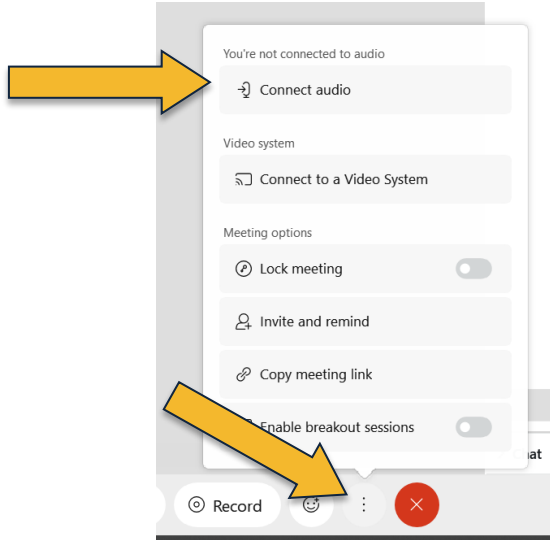 You're not connected to audio
Connect audio
Video system
Connect to a Video System
Meeting options
Lock meeting
Invite and remind
Copy meeting link
Enable breakout sessions
Record